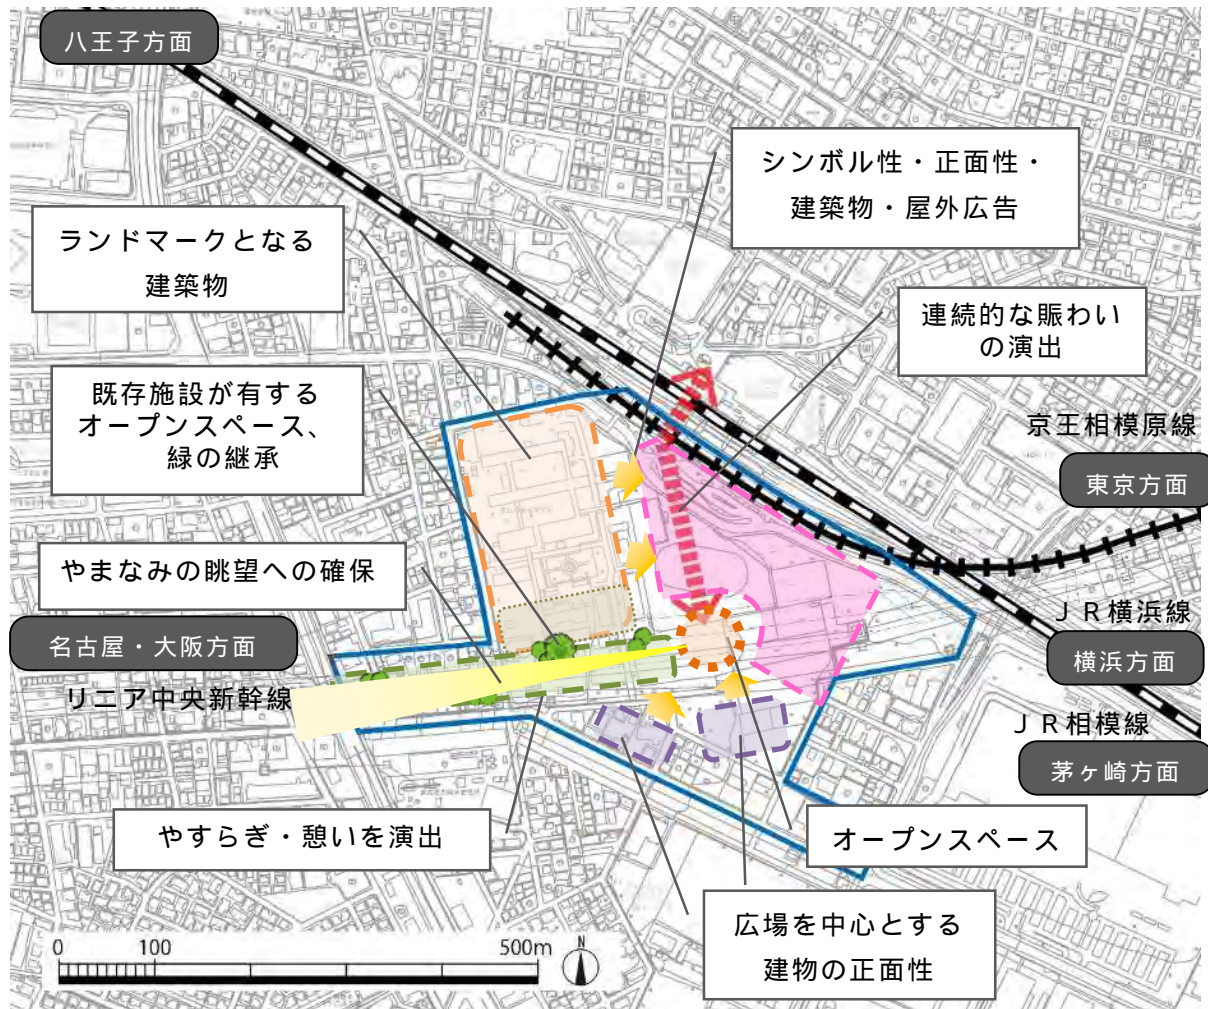 八王子方面
シンボル性・正面性・
建築物・屋外広告
ランドマークとなる
建築物
連続的な賑わい
の演出
既存施設が有する
オープンスペース、
緑の継承
京王相模原線
東京方面
やまなみの眺望への確保
名古屋・大阪方面
リニア中央新幹線
ＪＲ横浜線
横浜方面
ＪＲ相模線
茅ヶ崎方面
やすらぎ・憩いを演出
オープンスペース
広場を中心とする
建物の正面性
0 100 500m
N